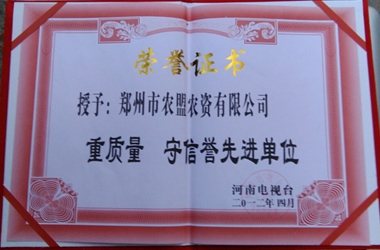 荣誉证书
授予：郑州市农盟农资有限公司
重质量 守信誉先进单位
河南电视台
二0一二年四月